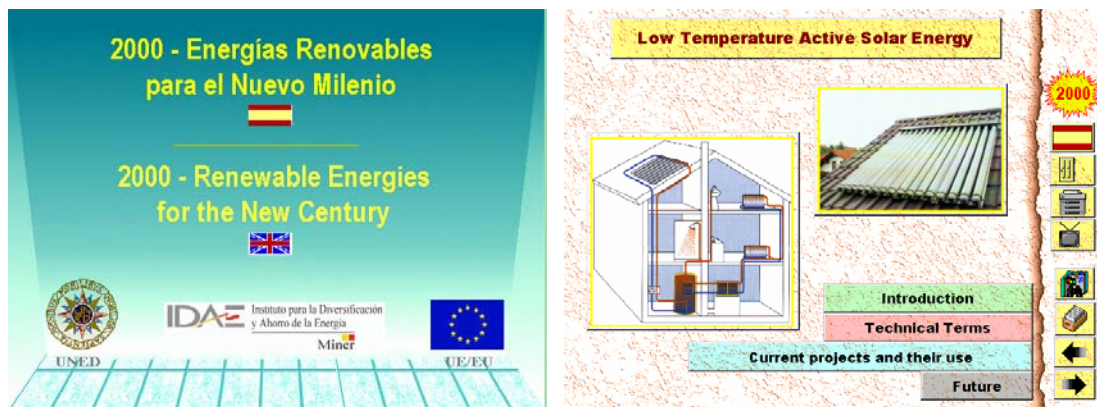 2000 - Energías Renovables
para el Nuevo Milenio
2000 - Renewable Energies
for the New Century
UNED
IDAE
Instituto para la Diversificación
y Ahorro de la Energía
Miner
UE/EU
Low Temperature Active Solar Energy
2000
Introduction
Technical Terms
Current projects and their use
Future